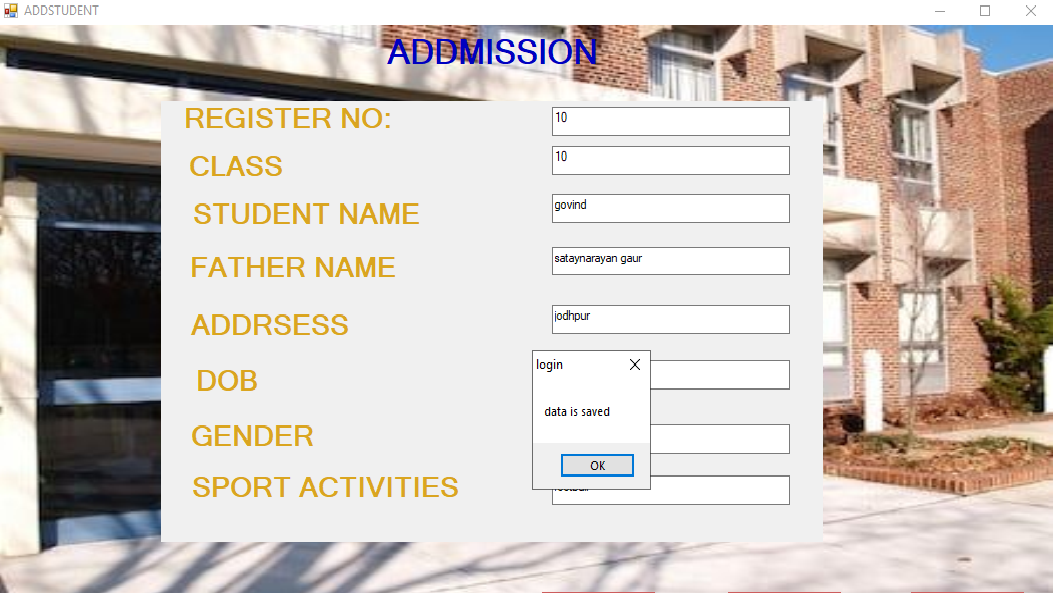 ADDSTUDENT
ADDMISSION
REGISTER NO: 10
CLASS 10
STUDENT NAME govind
FATHER NAME sataynarayan gaur
ADDRSESS jodhpur
login
DOB
data is saved
GENDER
OK
SPORT ACTIVITIES